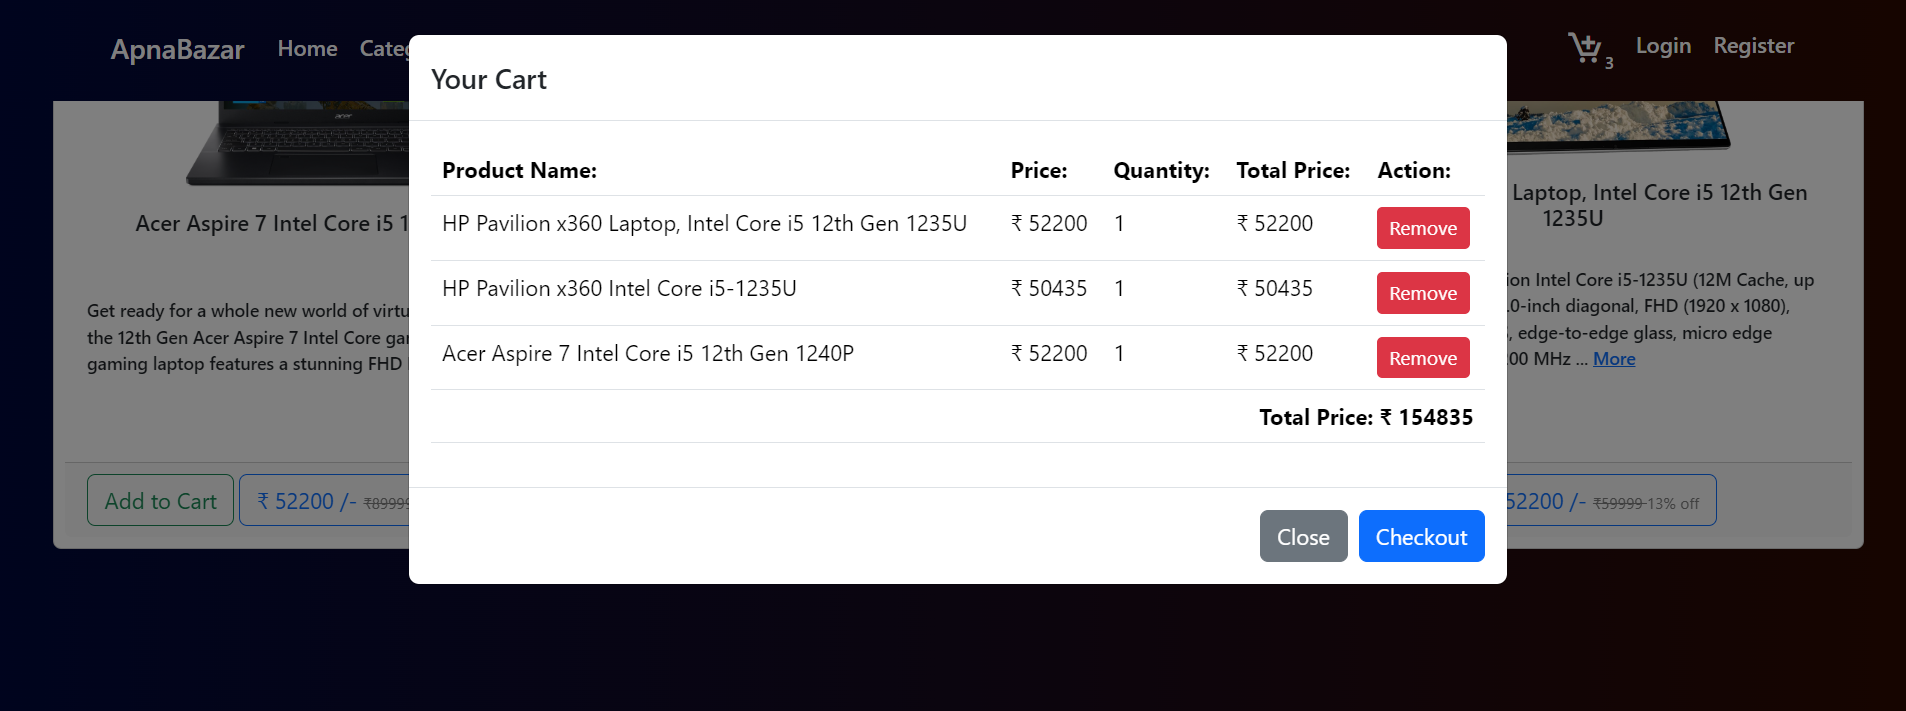 ApnaBazar Home Categ
3 Login Register
Your Cart
Product Name: Price: Quantity: Total Price: Action:
HP Pavilion x360 Laptop, Intel Core i5 12th Gen 1235U ₹ 52200 1 ₹ 52200 Remove
HP Pavilion x360 Intel Core i5-1235U ₹ 50435 1 ₹ 50435 Remove
Acer Aspire 7 Intel Core i5 12th Gen 1240P ₹ 52200 1 ₹ 52200 Remove
Total Price: ₹ 154835
Close Checkout
acer
Acer Aspire 7 Intel Core i5 1
Get ready for a whole new world of virtu
the 12th Gen Acer Aspire 7 Intel Core gar
gaming laptop features a stunning FHD
Add to Cart ₹ 52200 /- ₹89999
Laptop, Intel Core i5 12th Gen
1235U
ion Intel Core i5-1235U (12M Cache, up
.0-inch diagonal, FHD (1920 x 1080),
, edge-to-edge glass, micro edge
00 MHz ... More
52200 /- ₹59999 13% off